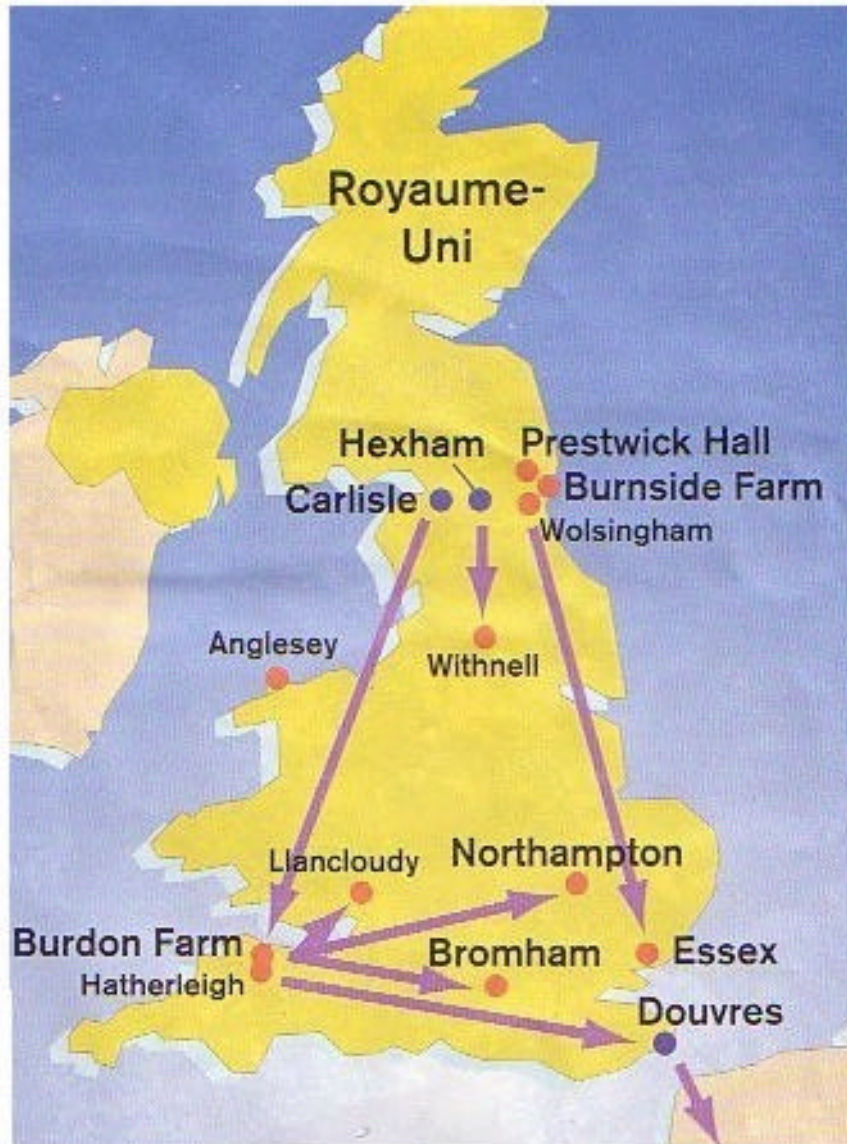 Royaume-
Uni
Hexham
Prestwick Hall
Carlisle
Burnside Farm
Wolsingham
Anglesey
Withnell
Llancloudy
Northampton
Burdon Farm
Bromham
Essex
Hatherleigh
Douvres